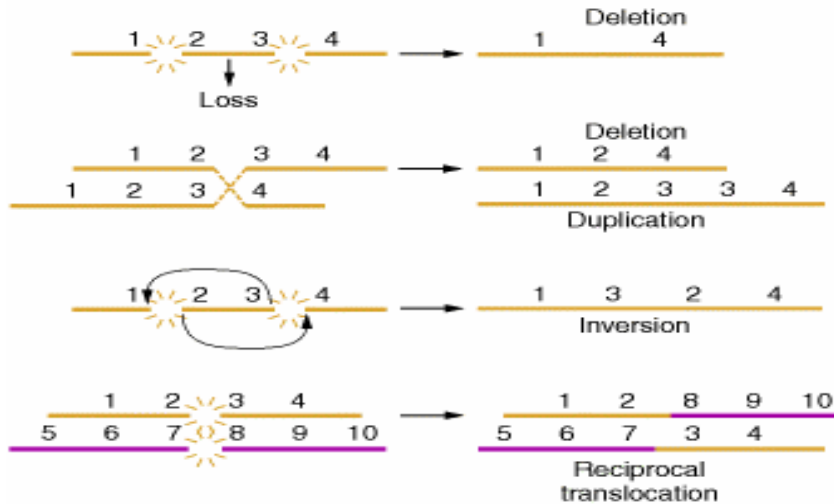 Deletion
1 2 3 4
1 4
Loss
Deletion
1 2 3 4
1 2 4
1 2 3 4
1 2 3 3 4
Duplication
1 2 3 4
1 3 2 4
Inversion
1 2 3 4
1 2 8 9 10
5 6 7 8 9 10
5 6 7 3 4
Reciprocal
translocation